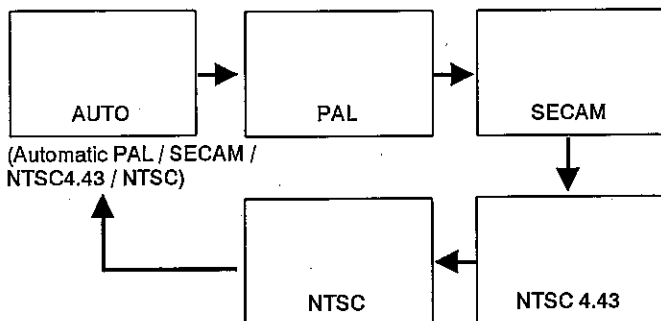 AUTO
PAL
SECAM
(Automatic PAL / SECAM /
NTSC4.43 / NTSC)
NTSC
NTSC 4.43